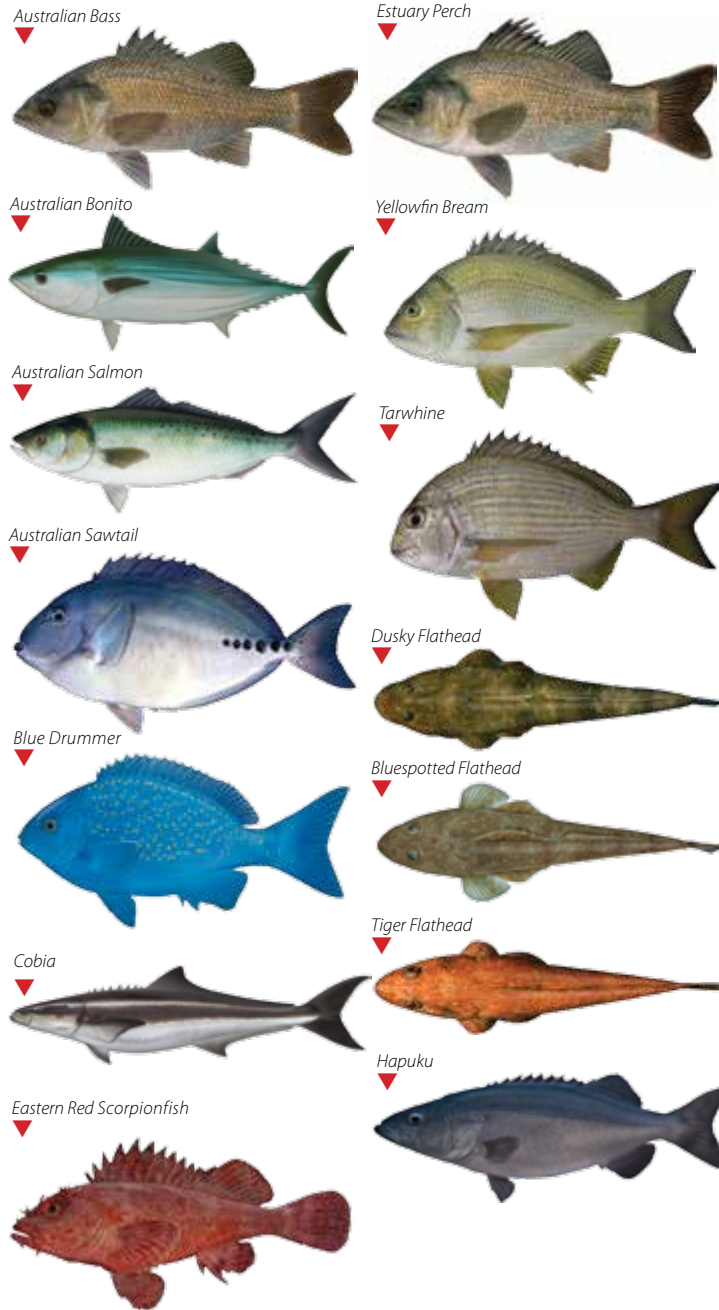 Australian Bass
Australian Bonito
Australian Salmon
Australian Sawtail
Blue Drummer
Cobia
Eastern Red Scorpionfish
Estuary Perch
Yellowfin Bream
Tarwhine
Dusky Flathead
Bluespotted Flathead
Tiger Flathead
Hapuku